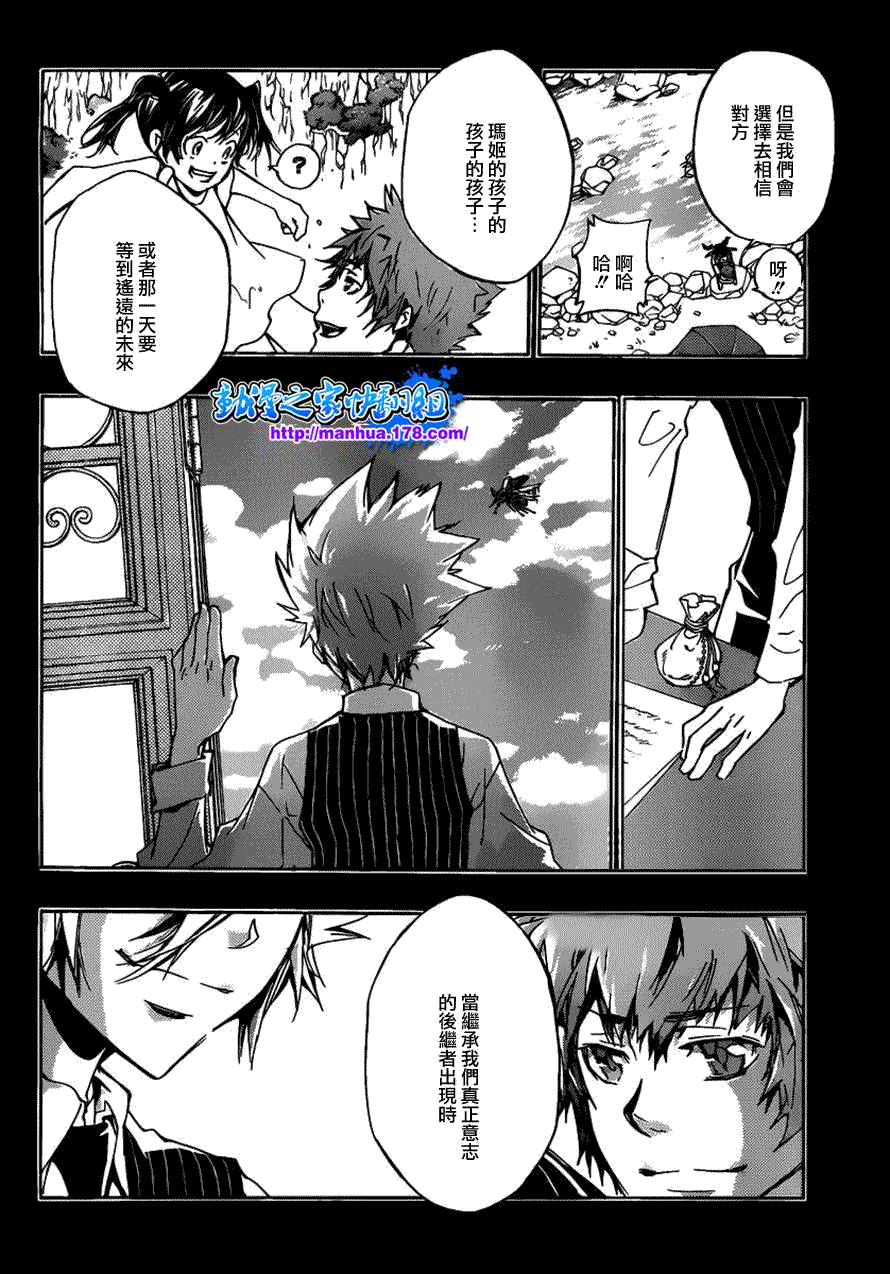 但是我們會
選擇去相信
對方
呀!!
啊哈
哈!!
瑪姬的孩子的
孩子的孩子…
?
或者那一天要
等到遙遠的未來
動漫之家快翻組
http://manhua.178.com/
當繼承我們真正意志
的後繼者出現時